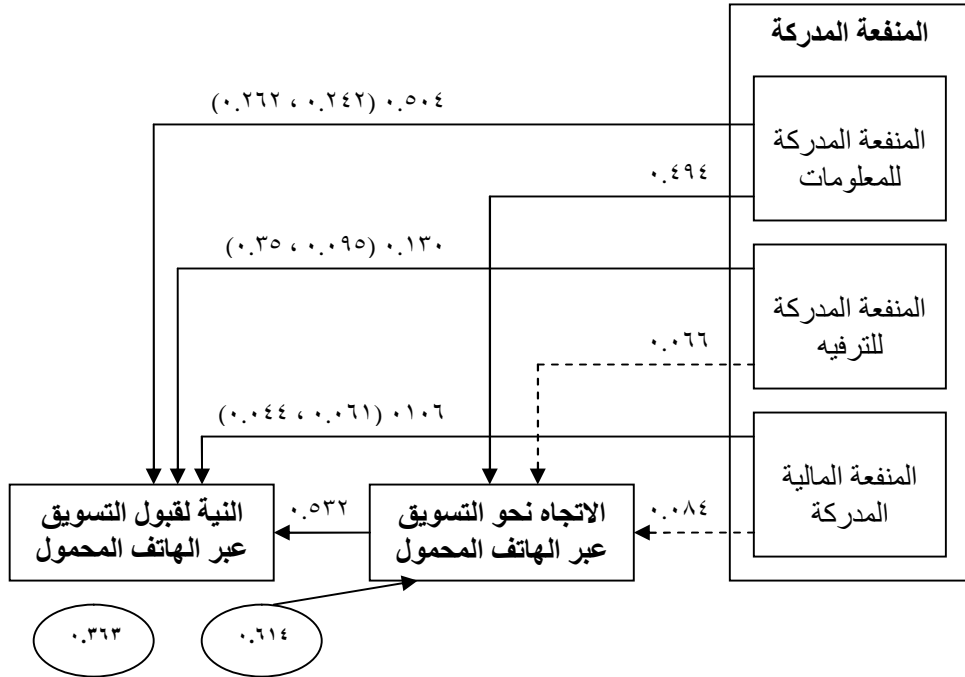 المنفعة المدركة
المنفعة المدركة
للمعلومات
٠.٥٠٤ (٠.٢٤٢ ، ٠.٢٦٢)
٠.٤٩٤
المنفعة المدركة
للترفيه
٠.١٣٠ (٠.٠٩٥ ، ٠.٣٥)
٠.٠٦٦
المنفعة المالية
المدركة
٠١٠٦ (٠.٠٦١ ، ٠.٠٤٤)
٠.٠٨٤
الاتجاه نحو التسويق
عبر الهاتف المحمول
٠.٥٣٢
النية لقبول التسويق
عبر الهاتف المحمول
٠.٦١٤
٠.٣٦٣